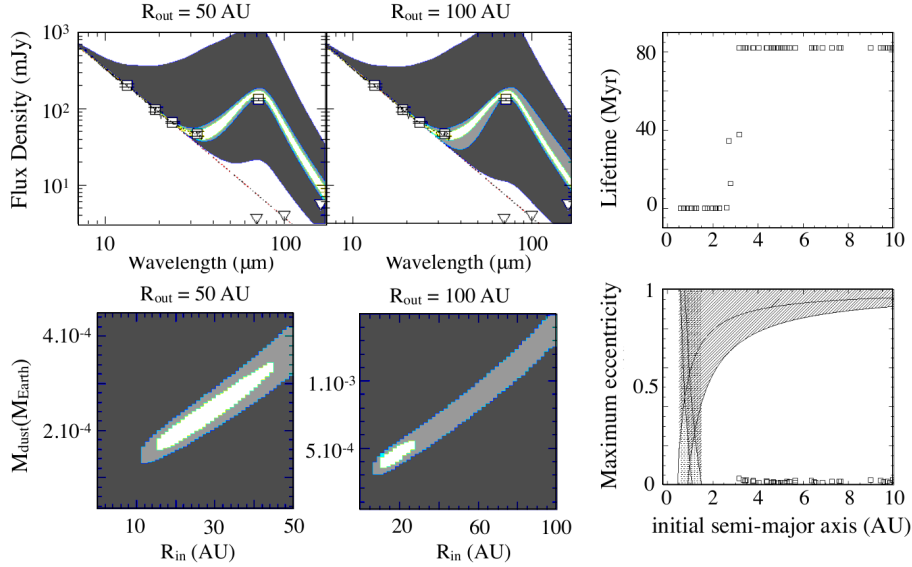 R_out = 50 AU
R_out = 100 AU
Flux Density (mJy)
10^3
10^2
10^1
10
100
Wavelength (μm)
10
100
Wavelength (μm)
Lifetime (Myr)
80
40
0
0
2
4
6
8
10
R_out = 50 AU
R_out = 100 AU
M_dust(M_Earth)
4.10^-4
2.10^-4
10
30
50
R_in (AU)
1.10^-3
5.10^-4
20
60
100
R_in (AU)
Maximum eccentricity
1
0.5
0
0
2
4
6
8
10
initial semi-major axis (AU)